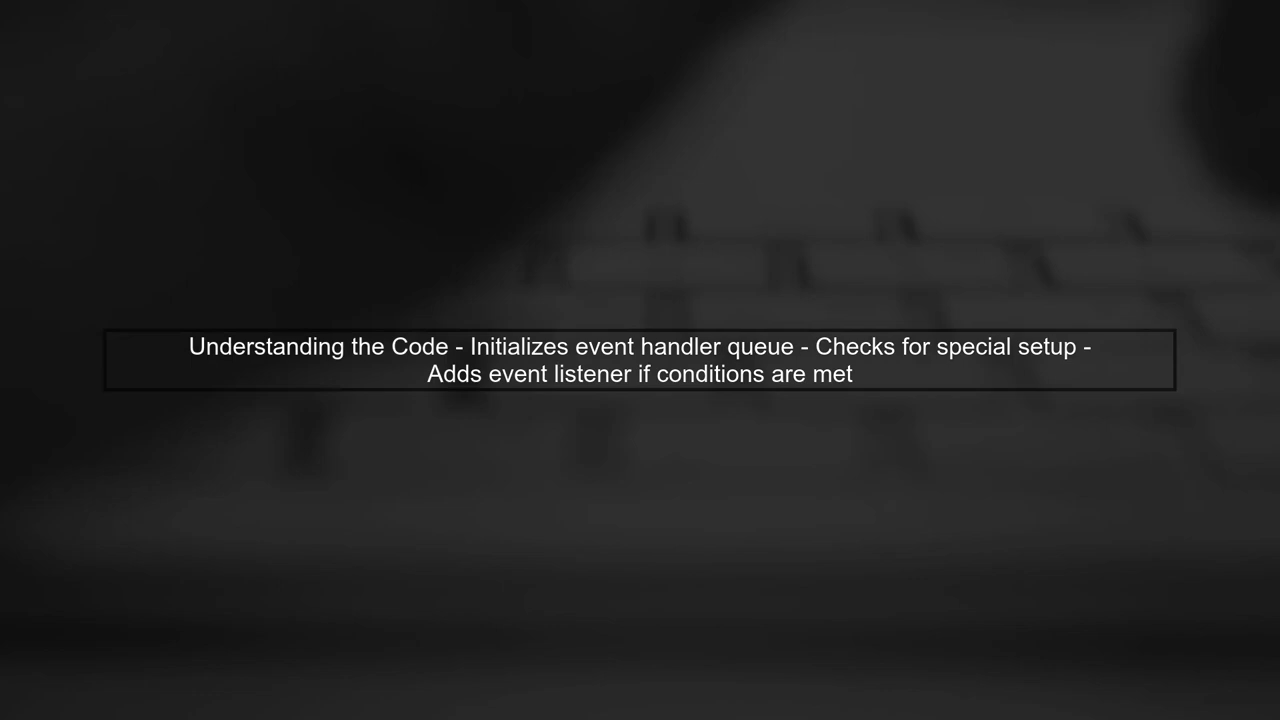 Understanding the Code - Initializes event handler queue - Checks for special setup -
Adds event listener if conditions are met